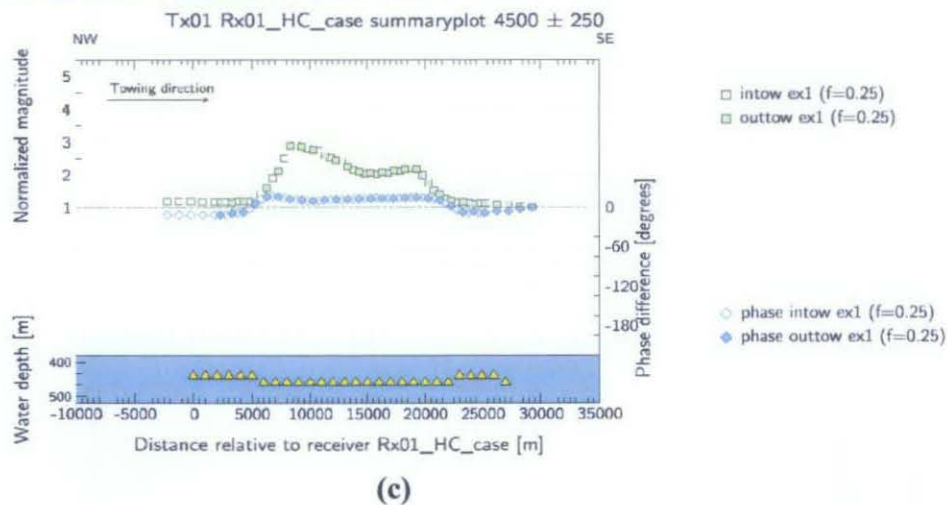 Tx01 Rx01_HC_case summaryplot 4500 ± 250
NW
SE
Normalized magnitude
5
4
3
2
1
Towing direction
□ intow ex1 (f=0.25)
□ outtow ex1 (f=0.25)
0
-60
-120
-180
Phase difference [degrees]
◇ phase intow ex1 (f=0.25)
◆ phase outtow ex1 (f=0.25)
Water depth [m]
400
500
-10000 -5000 0 5000 10000 15000 20000 25000 30000 35000
Distance relative to receiver Rx01_HC_case [m]
(c)